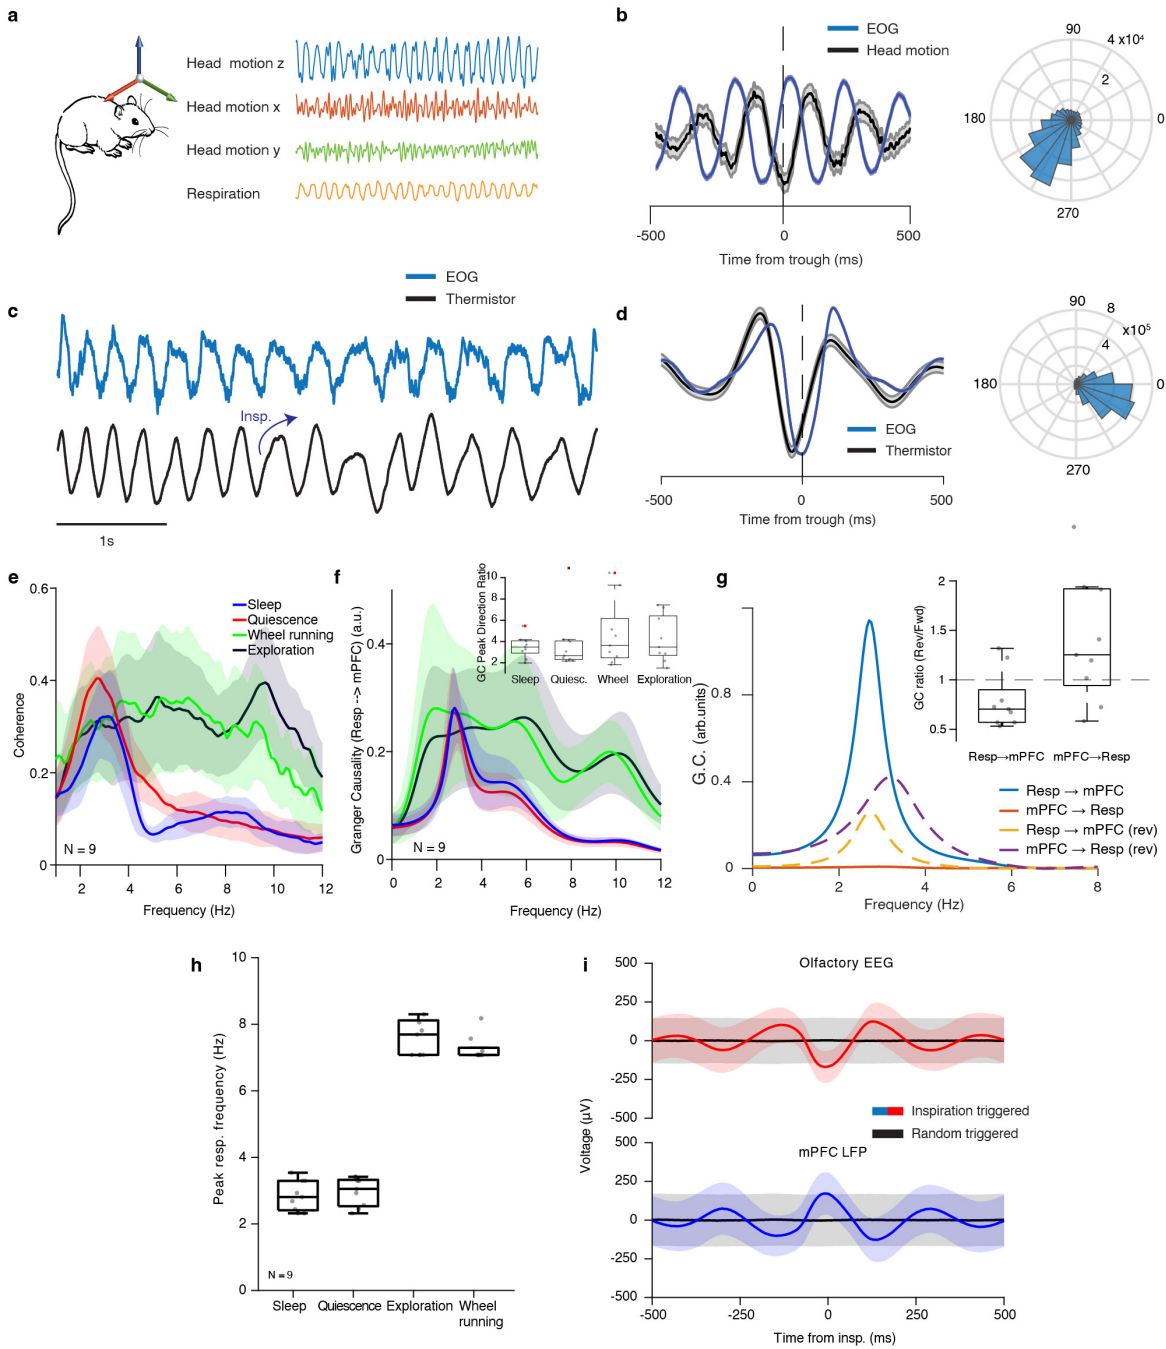 a
Head motion z
Head motion x
Head motion y
Respiration
b
EOG
Head motion
-500
0
500
Time from trough (ms)
90
4 x10⁴
2
180
0
270
c
EOG
Thermistor
Insp.
1s
d
EOG
Thermistor
-500
0
500
Time from trough (ms)
90
8
x10⁵
4
180
0
270
e
0.6
0.4
0.2
0
Coherence
Sleep
Quiescence
Wheel running
Exploration
N = 9
2
4
6
8
10
12
Frequency (Hz)
f
Granger Causality (Resp --> mPFC) (a.u.)
0.4
0.2
0
N = 9
0
2
4
6
8
10
12
Frequency (Hz)
GC Peak Direction Ratio
10
8
6
4
2
Sleep
Quiesc.
Wheel
Exploration
g
G.C. (arb.units)
0.8
0.4
0
0
2
4
6
8
Frequency (Hz)
GC ratio (Rev/Fwd)
2
1.5
1
0.5
Resp→mPFC
mPFC→Resp
Resp → mPFC
mPFC → Resp
Resp → mPFC (rev)
mPFC → Resp (rev)
h
Peak resp. frequency (Hz)
10
8
6
4
2
0
N = 9
Sleep
Quiescence
Exploration
Wheel
running
i
Olfactory EEG
500
250
0
-250
-500
Voltage (µV)
Inspiration triggered
Random triggered
mPFC LFP
500
250
0
-250
-500
-500
-250
0
250
500
Time from insp. (ms)